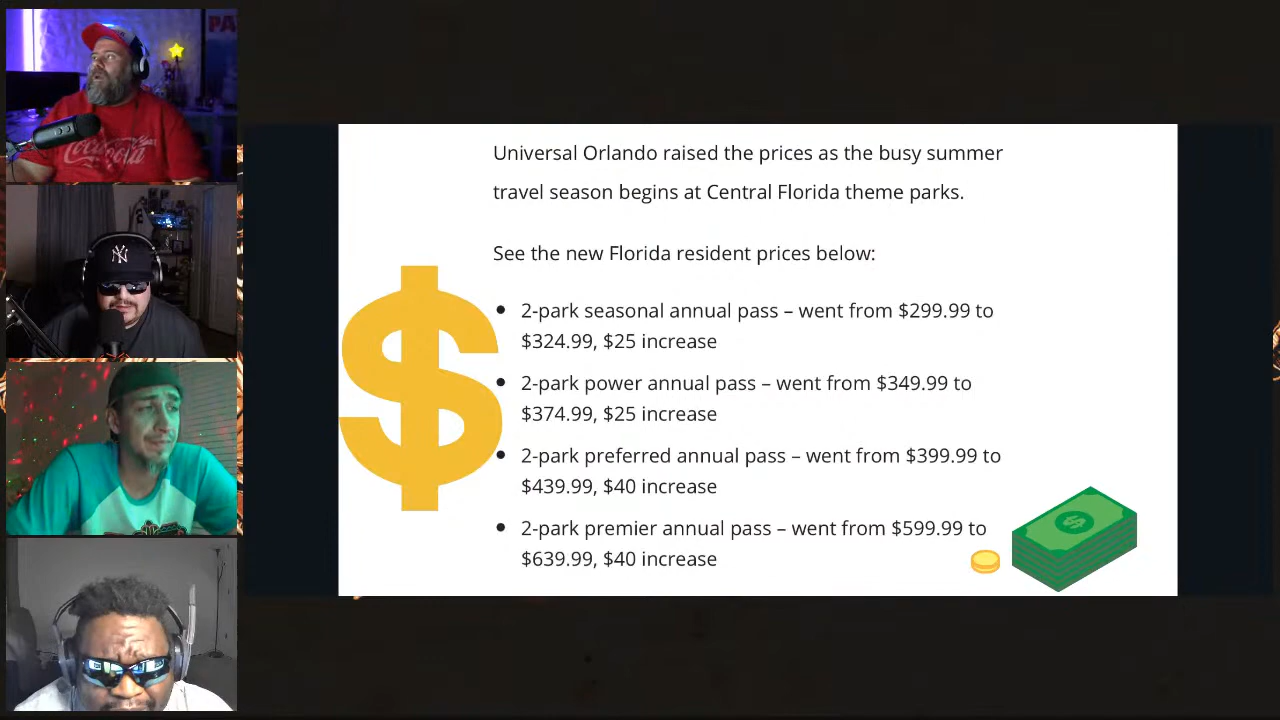 PA
Coca-Cola
NY
Universal Orlando raised the prices as the busy summer
travel season begins at Central Florida theme parks.
See the new Florida resident prices below:
• 2-park seasonal annual pass – went from $299.99 to
$324.99, $25 increase
• 2-park power annual pass – went from $349.99 to
$374.99, $25 increase
• 2-park preferred annual pass – went from $399.99 to
$439.99, $40 increase
• 2-park premier annual pass – went from $599.99 to
$639.99, $40 increase
$
$